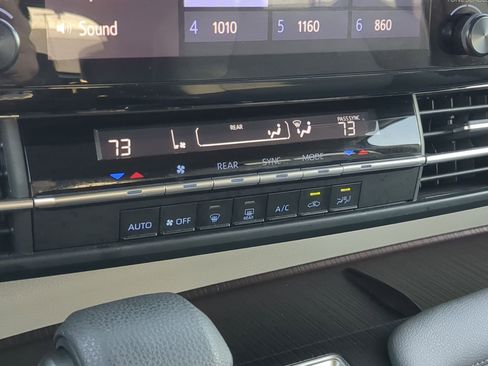 Sound
4 1010 5 1160 6 860
REAR PASS SYNC
73 73
REAR SYNC MODE
AUTO OFF REAR A/C